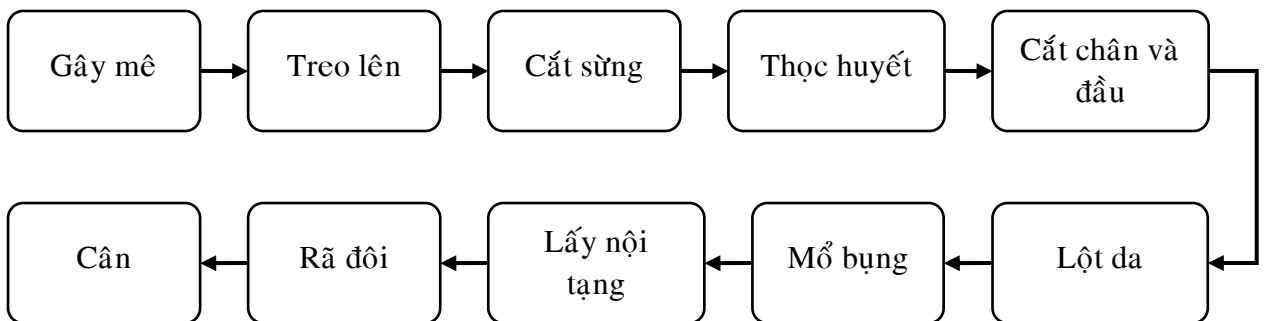 Gây mê
Treo lên
Cắt sừng
Thọc huyết
Cắt chân và
đầu
Cân
Rã đôi
Lấy nội
tạng
Mổ bụng
Lột da